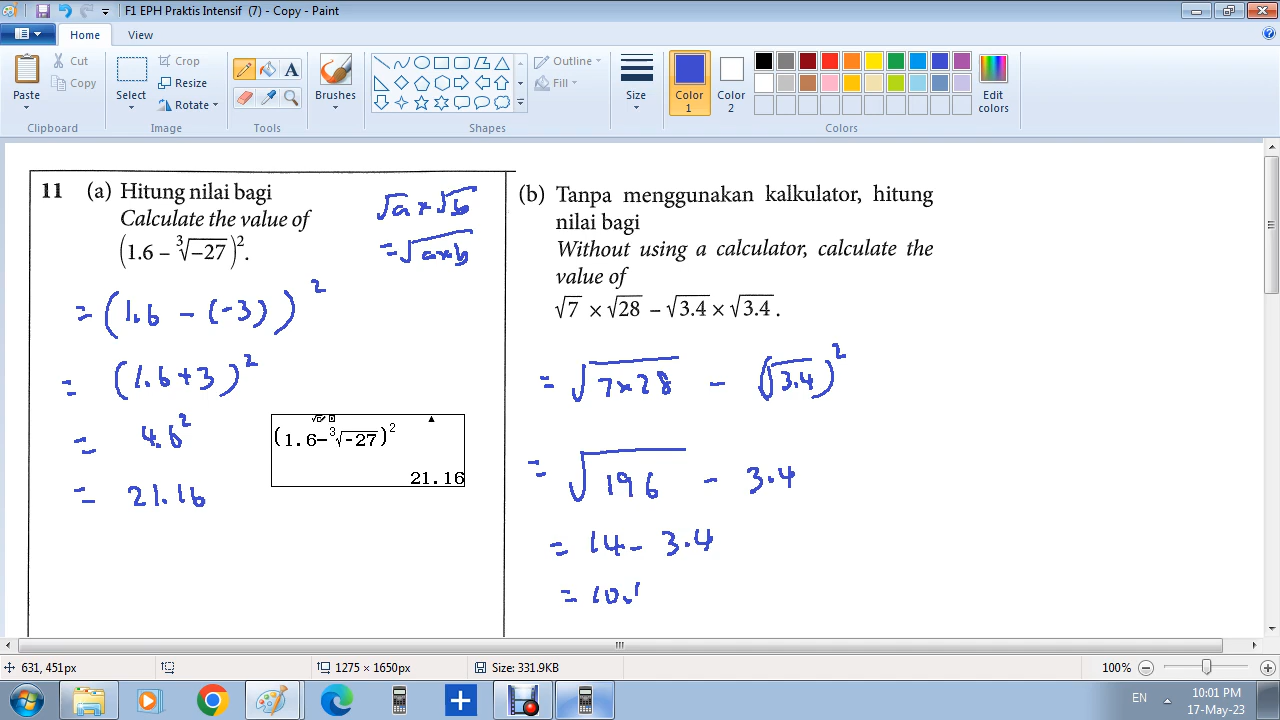 F1 EPH Praktis Intensif (7) - Copy - Paint
Home View
Paste Cut Copy Select Crop Resize Rotate Brushes Outline Fill Size Color 1 Color 2 Edit colors
Clipboard Image Tools Shapes Colors
11 (a) Hitung nilai bagi
Calculate the value of
(1.6 – ∛−27)².
√a × √b
= √a×b
= (1.6 − (−3))²
= (1.6+3)²
= 4.6²
= 21.16
(1.6−∛-27)²
21.16
(b) Tanpa menggunakan kalkulator, hitung
nilai bagi
Without using a calculator, calculate the
value of
√7 × √28 – √3.4 × √3.4.
= √7×28 − (√3.4)²
= √196 − 3.4
= 14 − 3.4
= 10.
631, 451px 1275 × 1650px Size: 331.9KB 100%
EN 10:01 PM
17-May-23